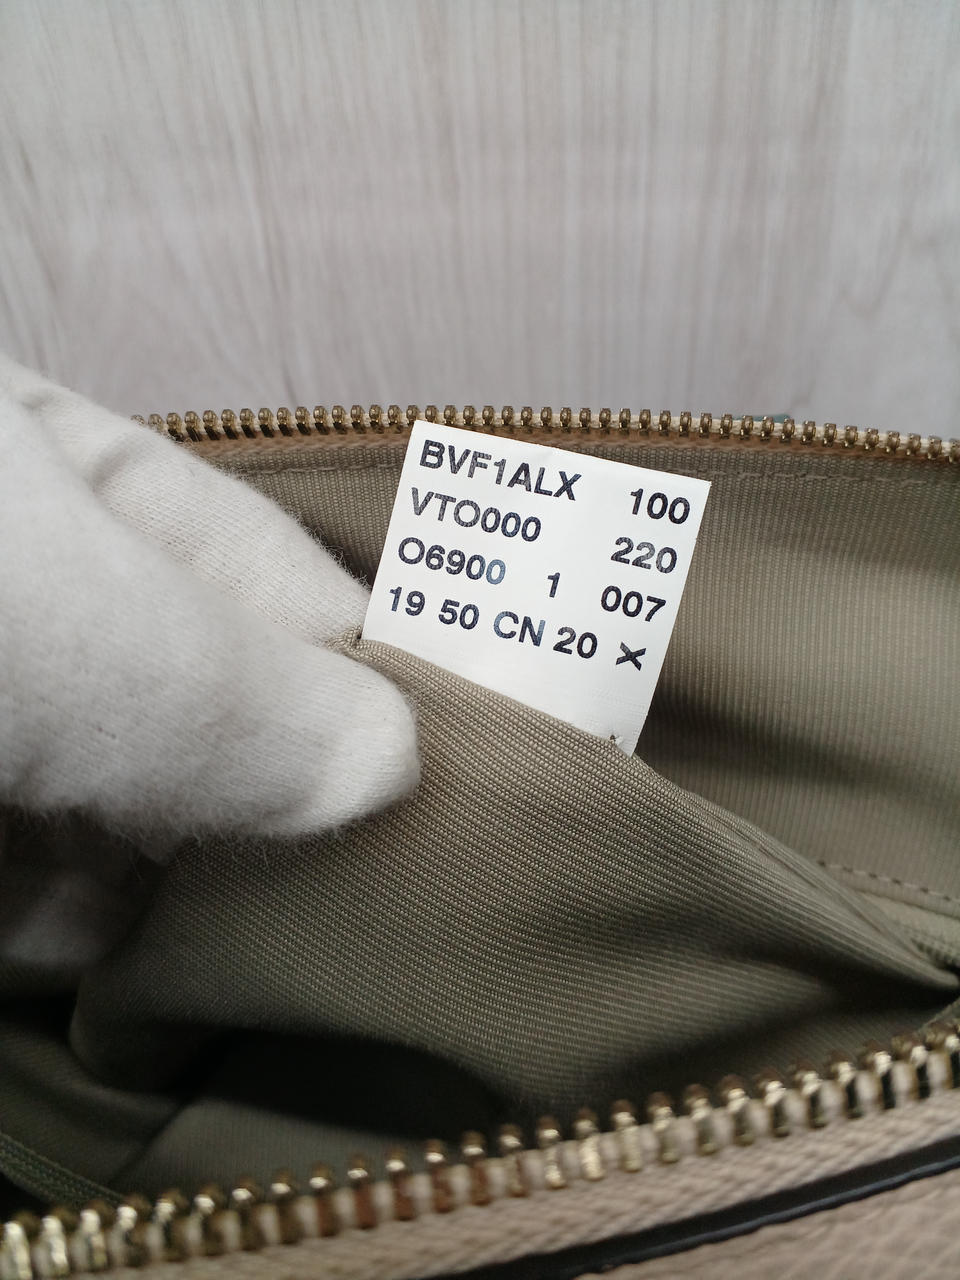 BVF1ALX 100
VTO000 220
O6900 1 007
19 50 CN 20 X